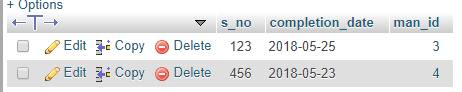 + Options
←T→ s_no completion_date man_id
Edit Copy Delete 123 2018-05-25 3
Edit Copy Delete 456 2018-05-23 4